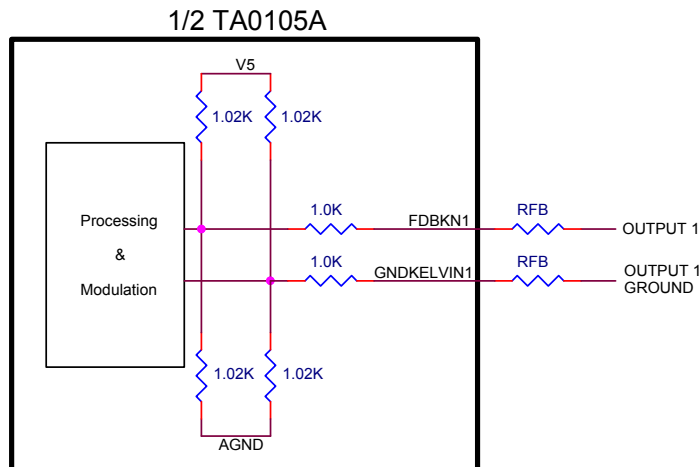 1/2 TA0105A
V5
1.02K 1.02K
Processing
&
Modulation
1.0K
FDBKN1
RFB
OUTPUT 1
1.0K
GNDKELVIN1
RFB
OUTPUT 1
GROUND
1.02K 1.02K
AGND